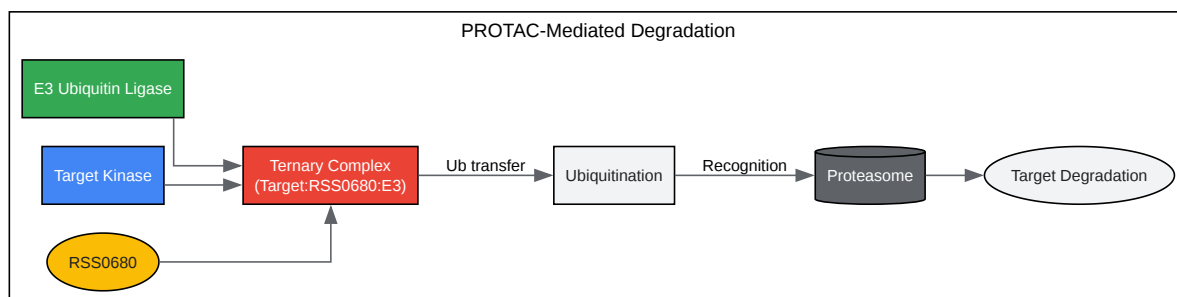 PROTAC-Mediated Degradation
E3 Ubiquitin Ligase
Target Kinase
RSS0680
Ternary Complex
(Target:RSS0680:E3)
Ub transfer
Ubiquitination
Recognition
Proteasome
Target Degradation